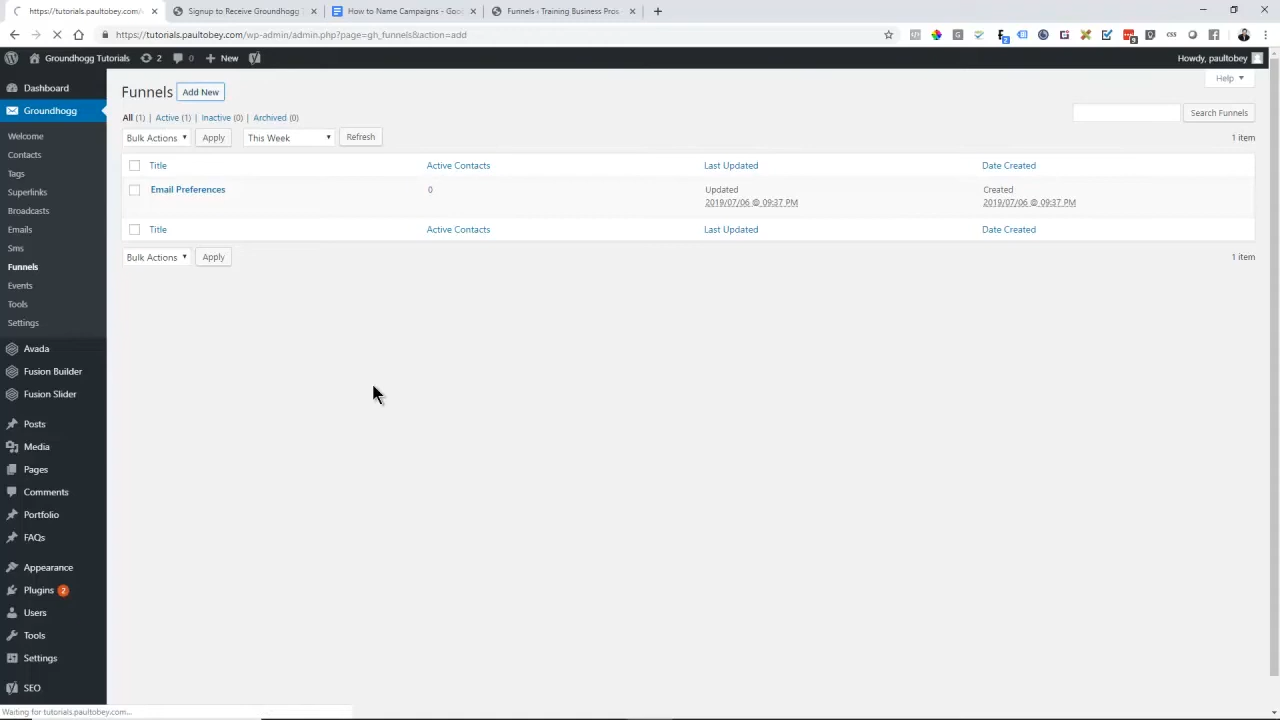 https://tutorials.paultobey.com/
Signup to Receive Groundhogg
How to Name Campaigns - Goo
Funnels ‹ Training Business Pros
https://tutorials.paultobey.com/wp-admin/admin.php?page=gh_funnels&action=add
Groundhogg Tutorials
2
0
New
Howdy, paultobey
Dashboard
Groundhogg
Welcome
Contacts
Tags
Superlinks
Broadcasts
Emails
Sms
Funnels
Events
Tools
Settings
Avada
Fusion Builder
Fusion Slider
Posts
Media
Pages
Comments
Portfolio
FAQs
Appearance
Plugins 2
Users
Tools
Settings
SEO
Funnels Add New
Help
All (1) | Active (1) | Inactive (0) | Archived (0)
Search Funnels
Bulk Actions Apply This Week Refresh
1 item
Title Active Contacts Last Updated Date Created
Email Preferences 0 Updated Created
2019/07/06 @ 09:37 PM 2019/07/06 @ 09:37 PM
Title Active Contacts Last Updated Date Created
Bulk Actions Apply
1 item
Waiting for tutorials.paultobey.com...